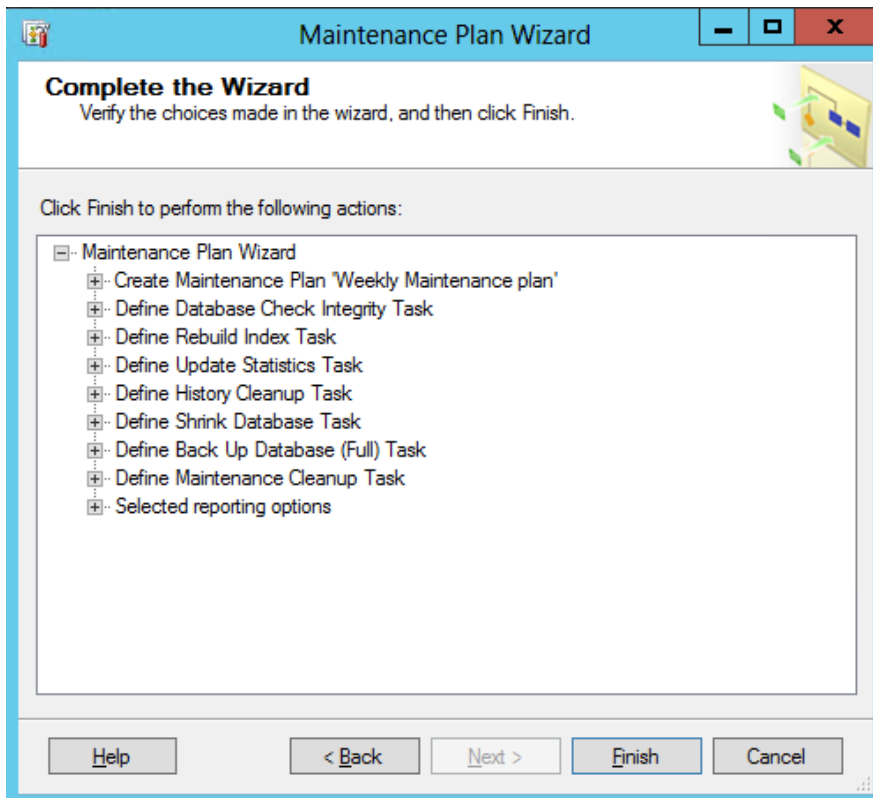 Maintenance Plan Wizard
Complete the Wizard
Verify the choices made in the wizard, and then click Finish.
Click Finish to perform the following actions:
Maintenance Plan Wizard
Create Maintenance Plan 'Weekly Maintenance plan'
Define Database Check Integrity Task
Define Rebuild Index Task
Define Update Statistics Task
Define History Cleanup Task
Define Shrink Database Task
Define Back Up Database (Full) Task
Define Maintenance Cleanup Task
Selected reporting options
Help < Back Next > Finish Cancel